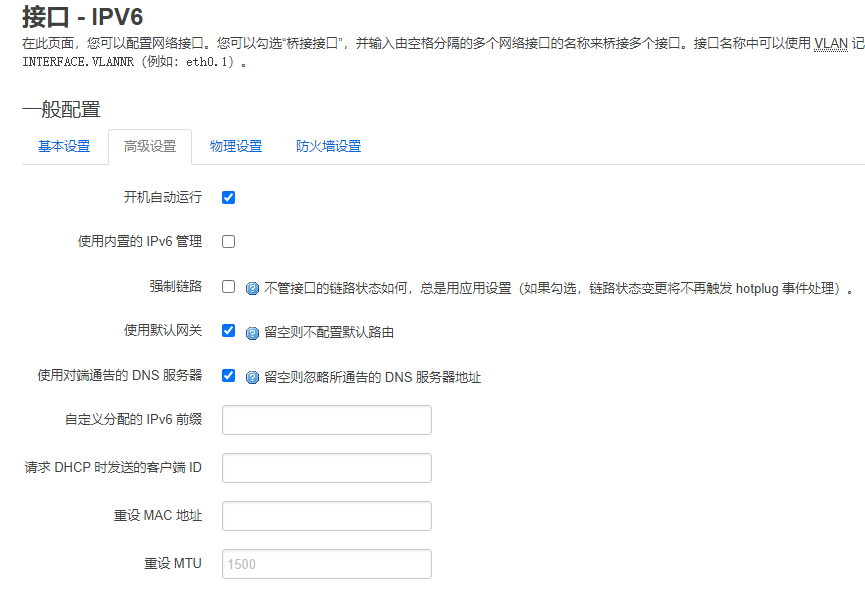 接口 - IPV6
在此页面，您可以配置网络接口。您可以勾选“桥接接口”，并输入由空格分隔的多个网络接口的名称来桥接多个接口。接口名称中可以使用 VLAN 记
INTERFACE.VLANNR（例如：eth0.1）。
一般配置
基本设置 高级设置 物理设置 防火墙设置
开机自动运行
使用内置的 IPv6 管理
强制链路 不管接口的链路状态如何，总是用应用设置（如果勾选，链路状态变更将不再触发 hotplug 事件处理）。
使用默认网关 留空则不配置默认路由
使用对端通告的 DNS 服务器 留空则忽略所通告的 DNS 服务器地址
自定义分配的 IPv6 前缀
请求 DHCP 时发送的客户端 ID
重设 MAC 地址
重设 MTU 1500